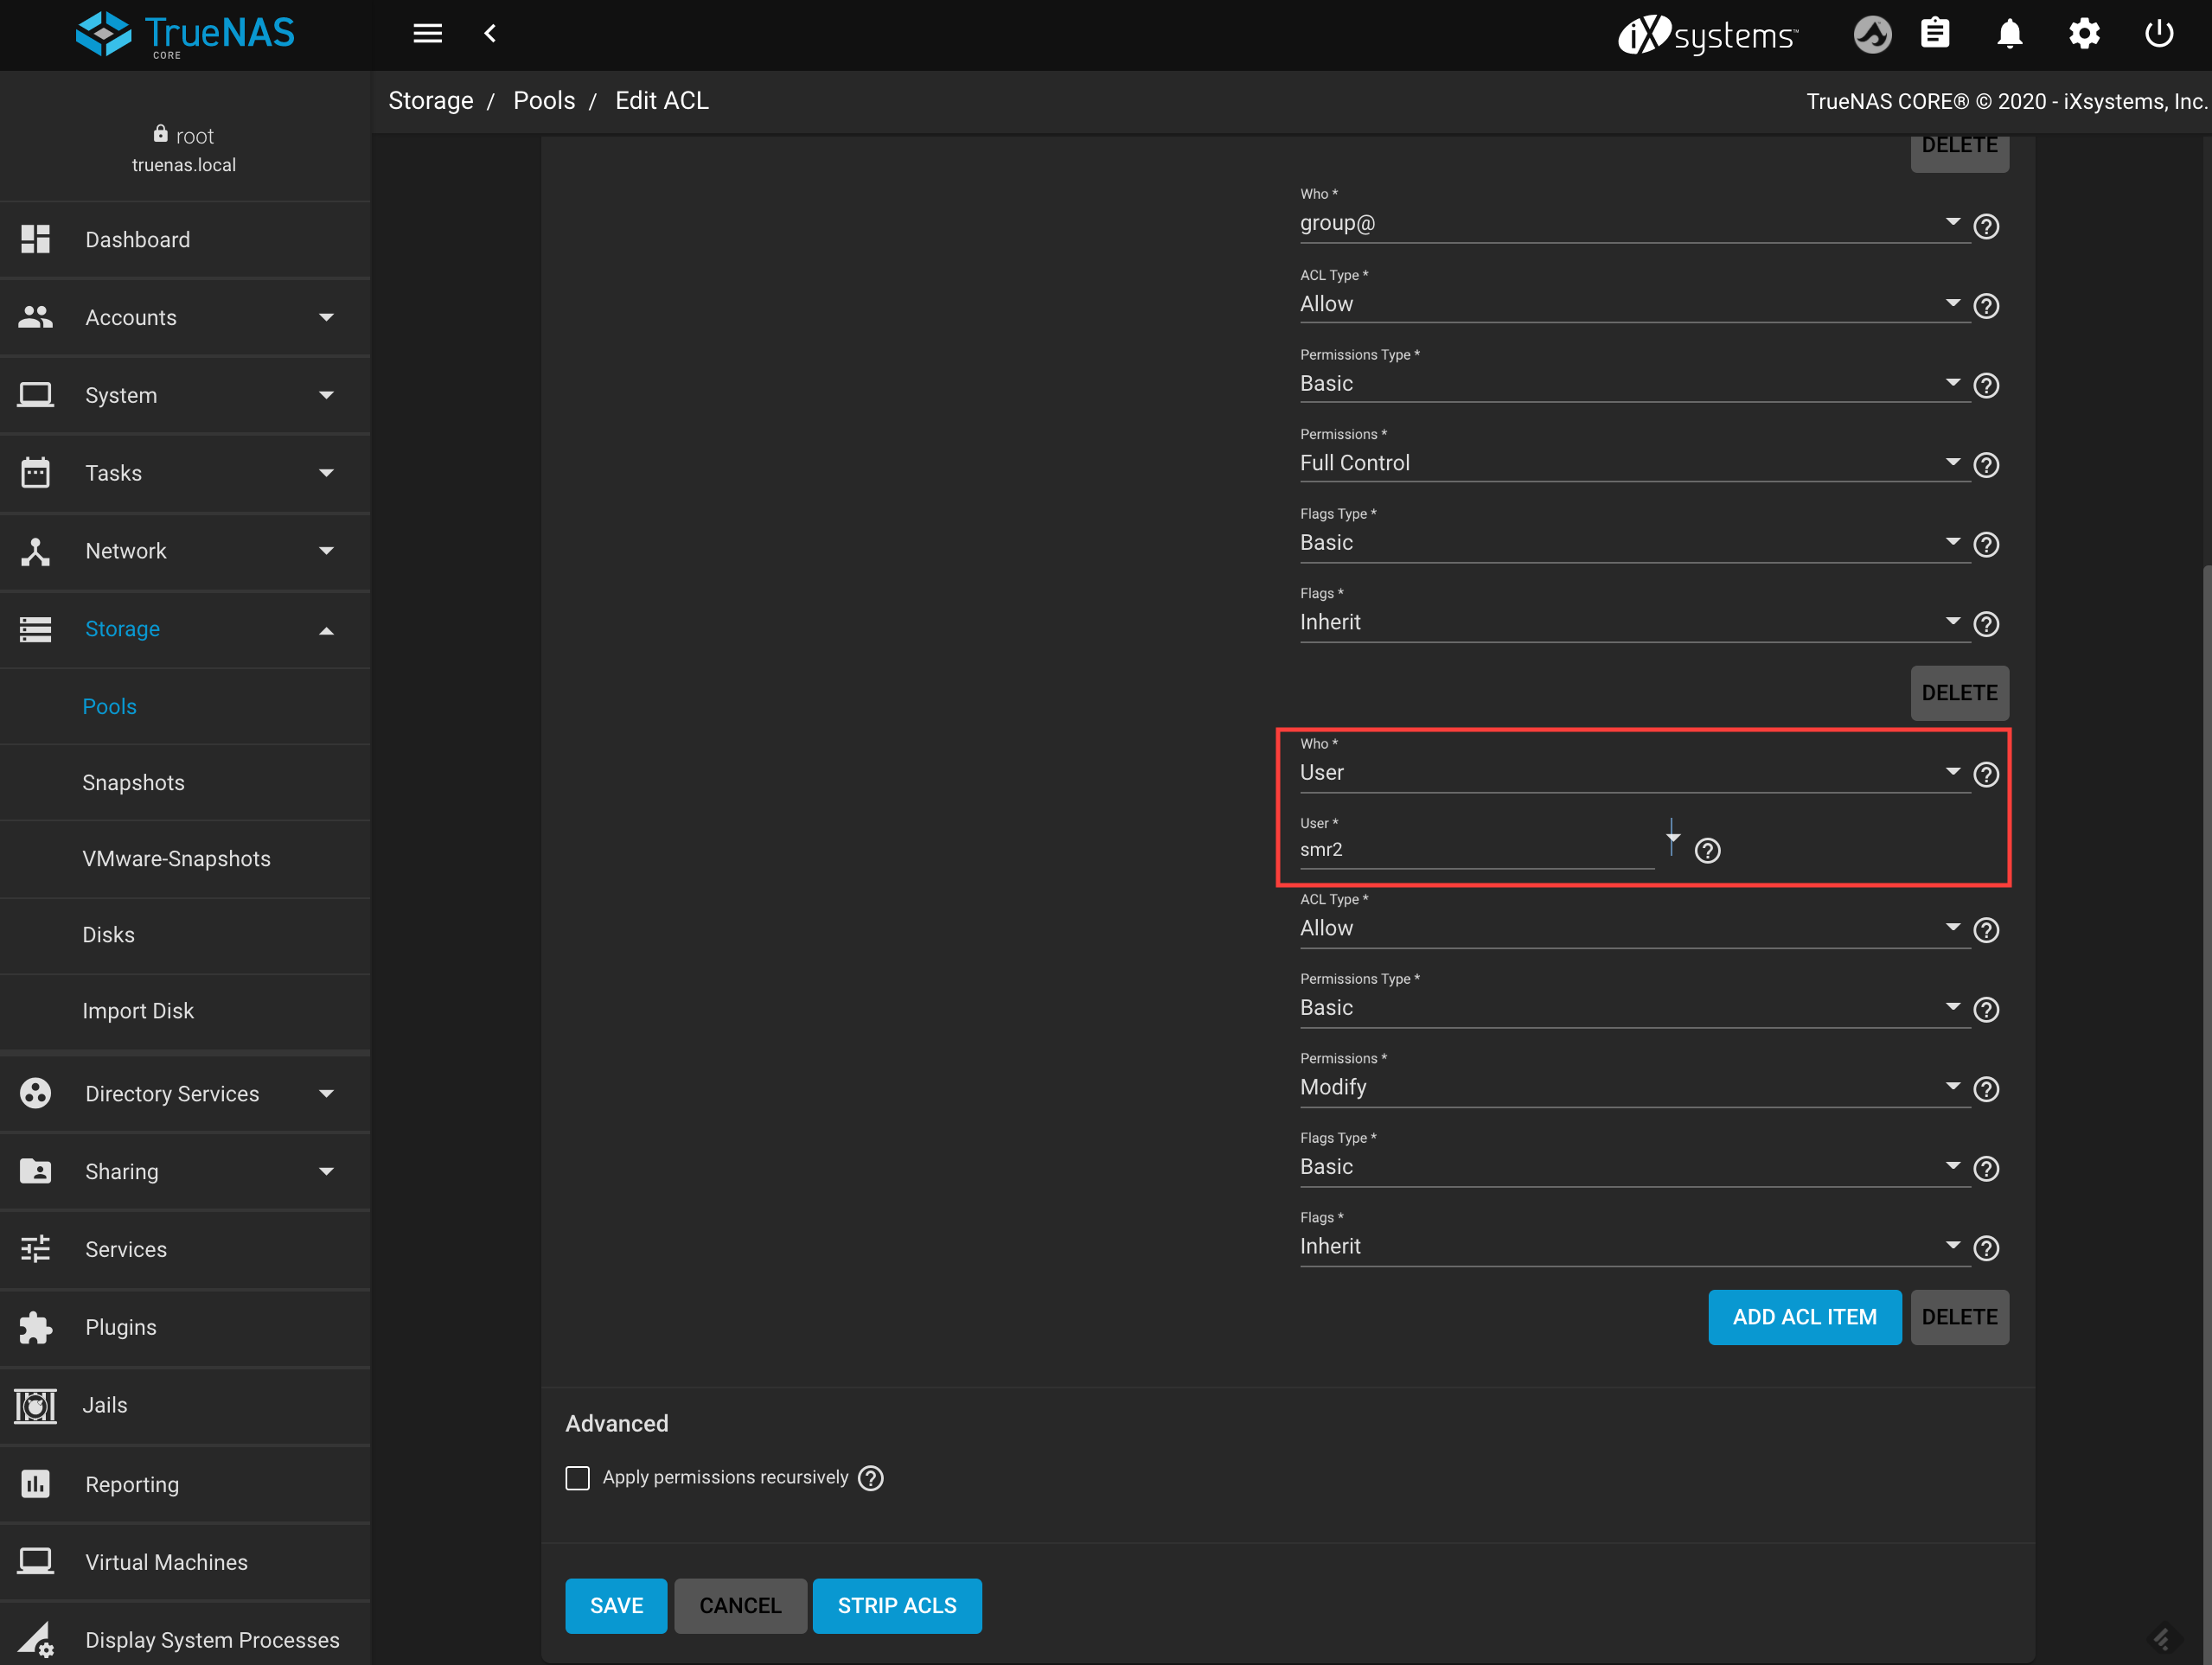 TrueNAS
CORE
iXsystems™
Storage / Pools / Edit ACL
TrueNAS CORE® © 2020 - iXsystems, Inc.
root
truenas.local
Dashboard
Accounts
System
Tasks
Network
Storage
Pools
Snapshots
VMware-Snapshots
Disks
Import Disk
Directory Services
Sharing
Services
Plugins
Jails
Reporting
Virtual Machines
Display System Processes
DELETE
Who *
group@
ACL Type *
Allow
Permissions Type *
Basic
Permissions *
Full Control
Flags Type *
Basic
Flags *
Inherit
DELETE
Who *
User
User *
smr2
ACL Type *
Allow
Permissions Type *
Basic
Permissions *
Modify
Flags Type *
Basic
Flags *
Inherit
ADD ACL ITEM
DELETE
Advanced
Apply permissions recursively
SAVE
CANCEL
STRIP ACLS